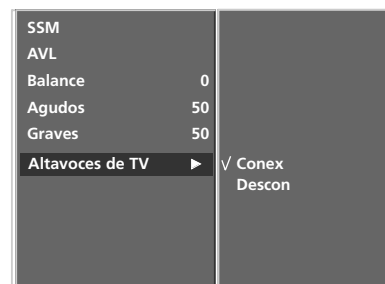 SSM
AVL
Balance 0
Agudos 50
Graves 50
Altavoces de TV ▶ √ Conex
Descon